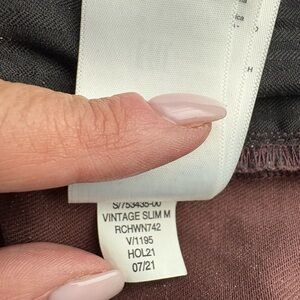 S/753435-00
VINTAGE SLIM M
RCHWN742
V/1195
HOL21
07/21
H